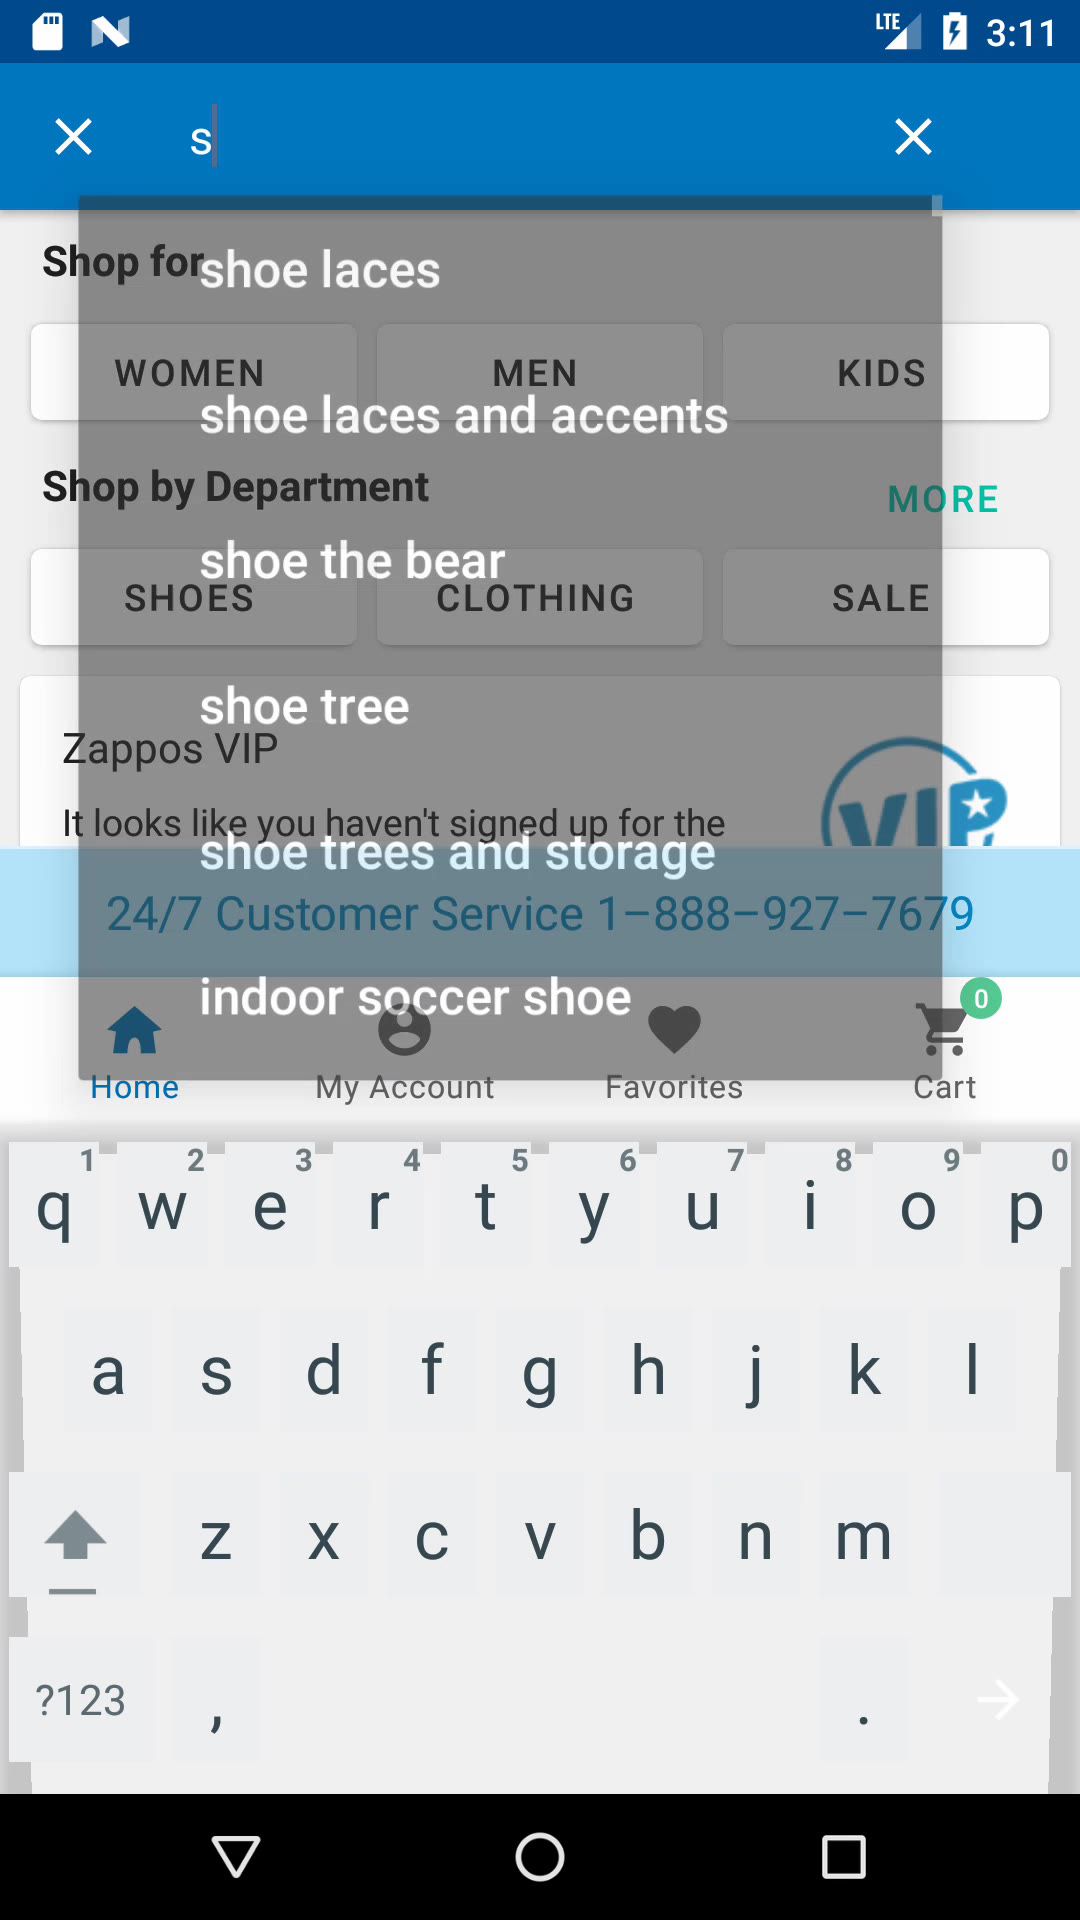 LTE 3:11
s
Shop for
shoe laces
WOMEN MEN KIDS
shoe laces and accents
Shop by Department MORE
shoe the bear
SHOES CLOTHING SALE
shoe tree
Zappos VIP
VIP
It looks like you haven't signed up for the
shoe trees and storage
24/7 Customer Service 1-888-927-7679
indoor soccer shoe
0
Home My Account Favorites Cart
1 2 3 4 5 6 7 8 9 0
q w e r t y u i o p
a s d f g h j k l
z x c v b n m
?123 , .